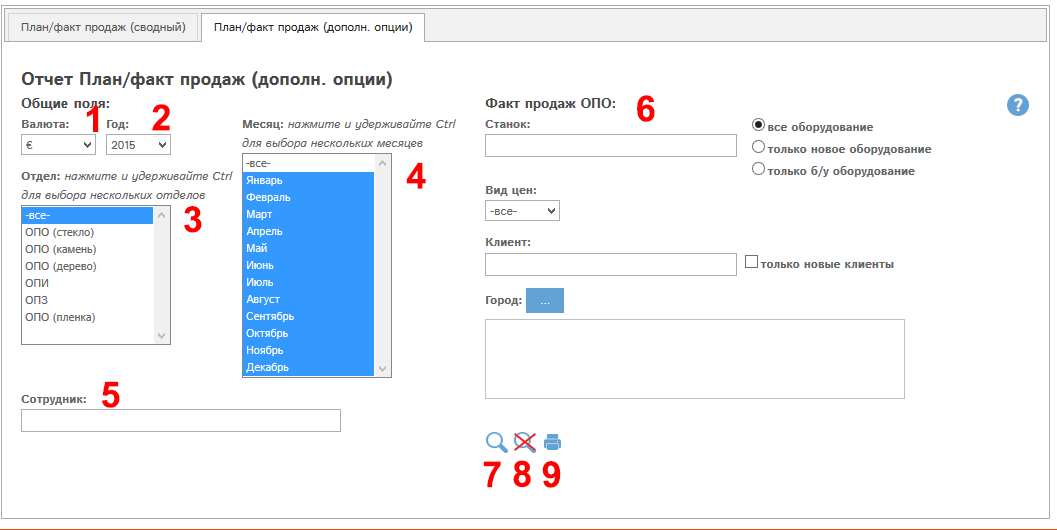 План/факт продаж (сводный)
План/факт продаж (дополн. опции)
Отчет План/факт продаж (дополн. опции)
Общие поля:
1
2
Валюта:
Год:
€
2015
Отдел: нажмите и удерживайте Ctrl
для выбора нескольких отделов
3
-все-
ОПО (стекло)
ОПО (камень)
ОПО (дерево)
ОПИ
ОПЗ
ОПО (пленка)
Месяц: нажмите и удерживайте Ctrl
для выбора нескольких месяцев
4
-все-
Январь
Февраль
Март
Апрель
Май
Июнь
Июль
Август
Сентябрь
Октябрь
Ноябрь
Декабрь
Сотрудник:
5
Факт продаж ОПО:
6
?
Станок:
все оборудование
только новое оборудование
только б/у оборудование
Вид цен:
-все-
Клиент:
только новые клиенты
Город:
...
7
8
9